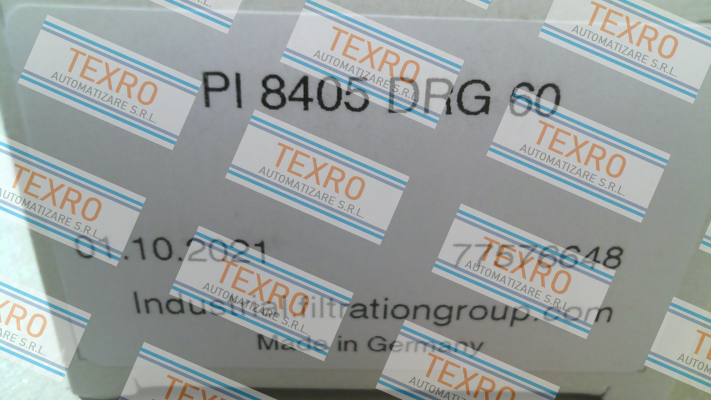 PI 8405 DRG 60
01.10.2021 77576648
Industrialfiltrationgroup.com
Made in Germany
TEXRO
AUTOMATIZARE S.R.L.